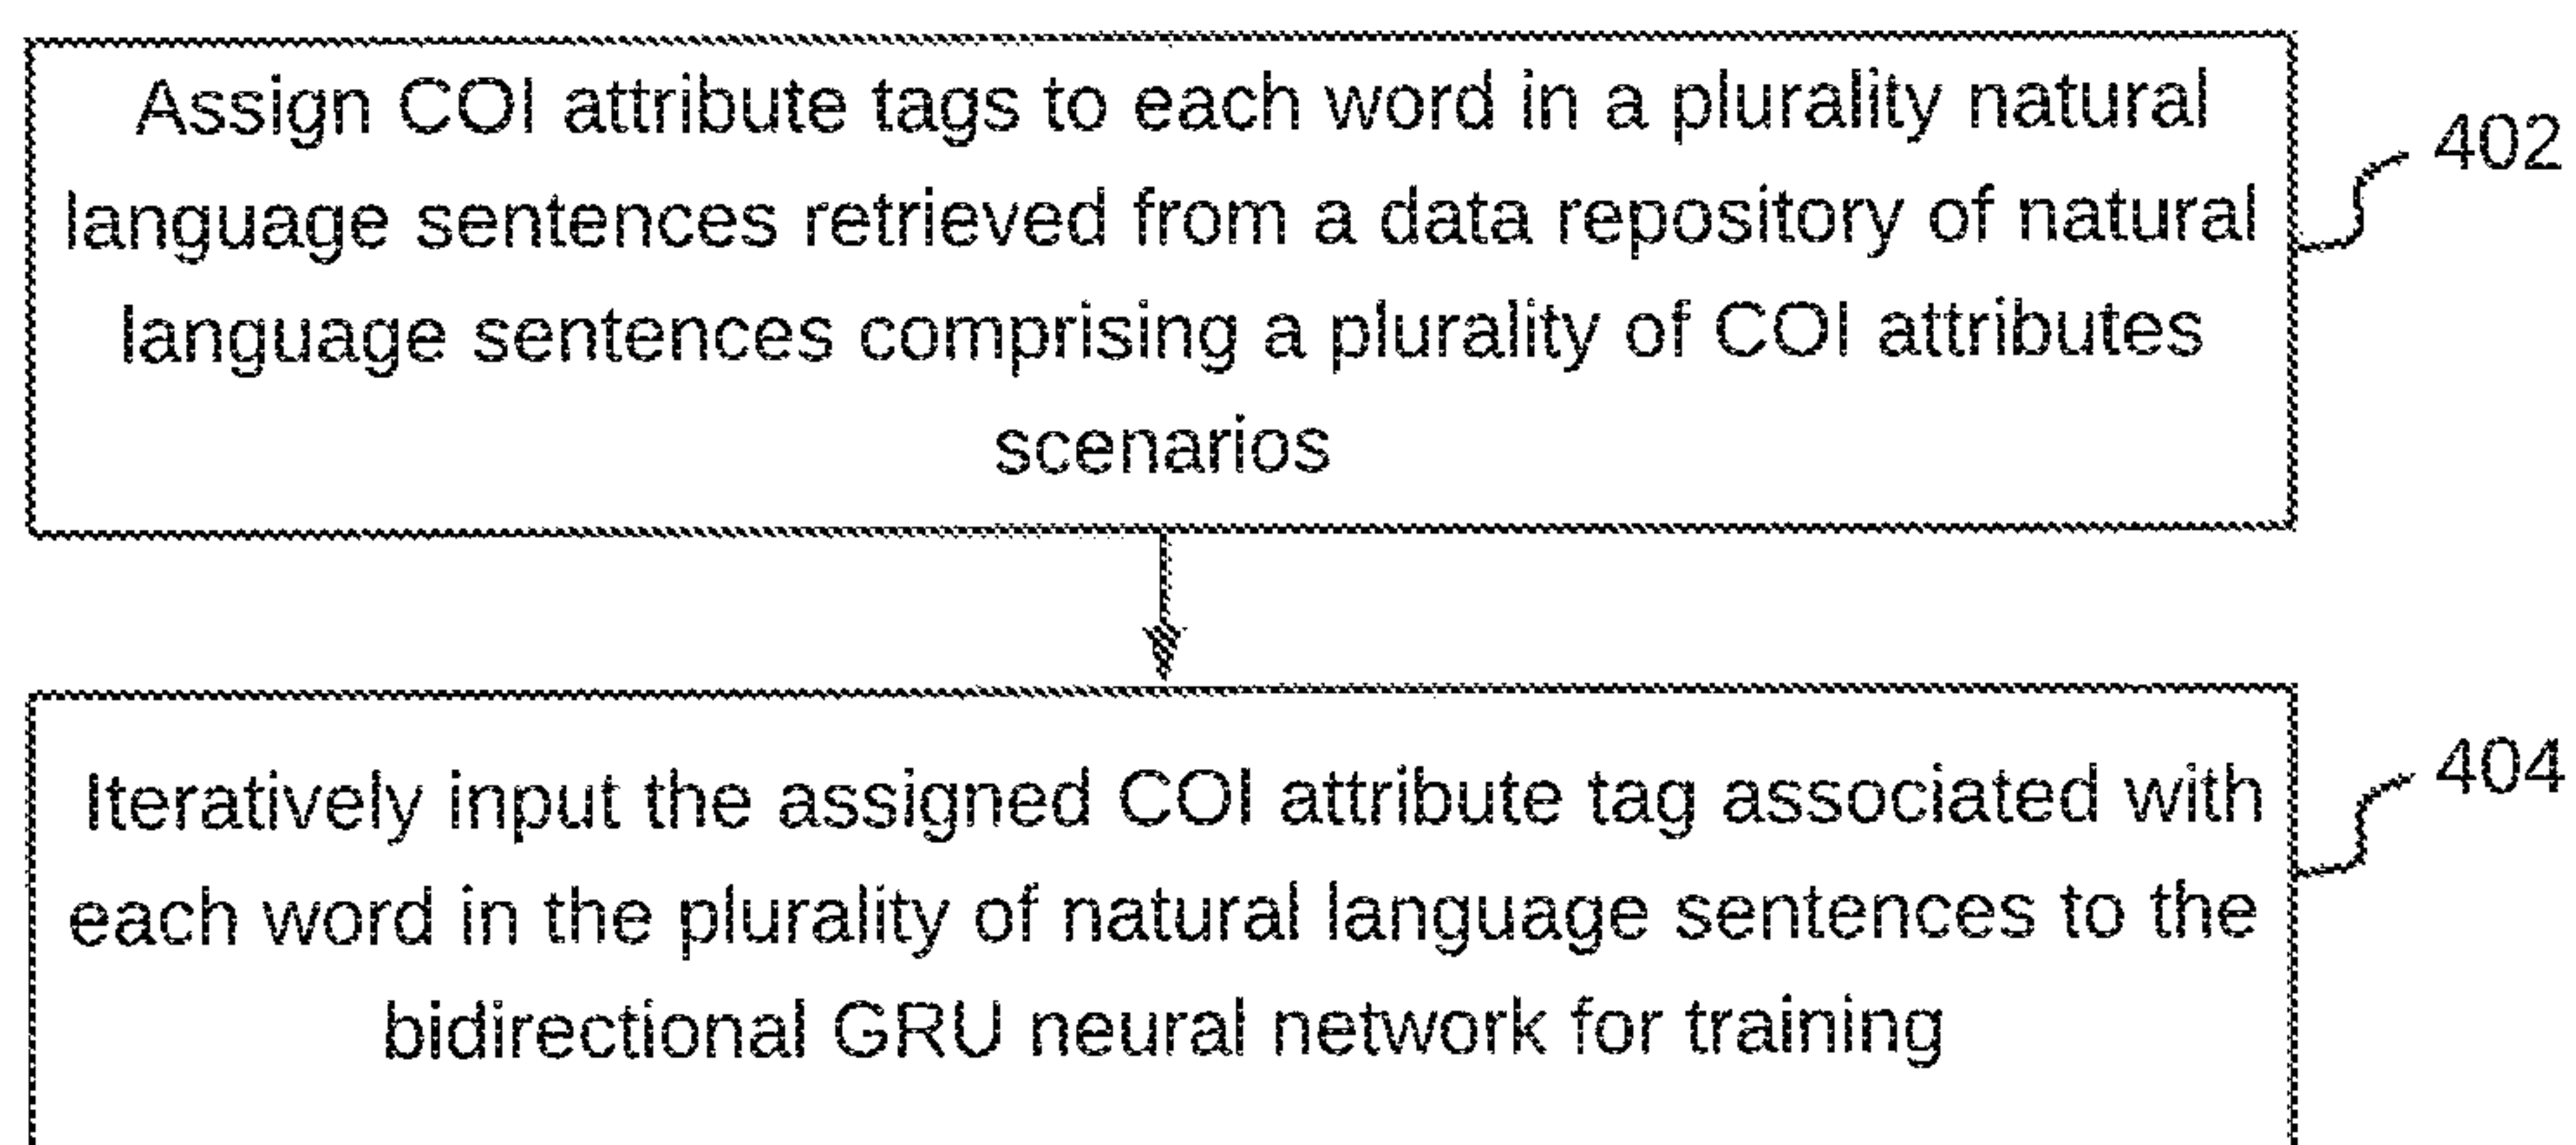 Assign COI attribute tags to each word in a plurality natural
language sentences retrieved from a data repository of natural
language sentences comprising a plurality of COI attributes
scenarios
402
Iteratively input the assigned COI attribute tag associated with
each word in the plurality of natural language sentences to the
bidirectional GRU neural network for training
404